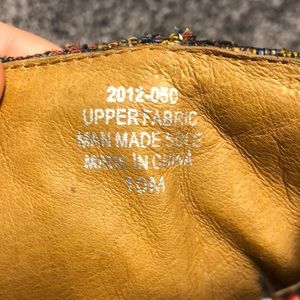 2012-050
UPPER FABRIC
MAN MADE SOLE
MADE IN CHINA
10M